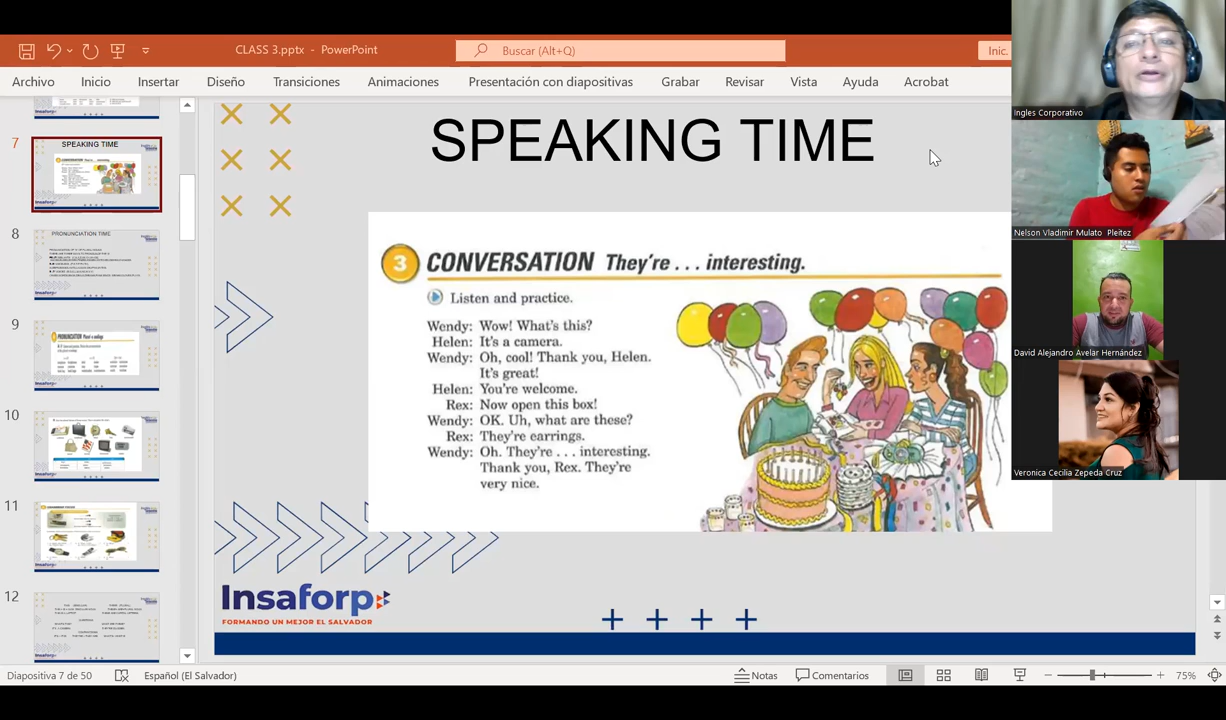 CLASS 3.pptx - PowerPoint
Buscar (Alt+Q)
Inic.
Archivo Inicio Insertar Diseño Transiciones Animaciones Presentación con diapositivas Grabar Revisar Vista Ayuda Acrobat
7
SPEAKING TIME
8
PRONUNCIATION TIME
9
10
11
12
SPEAKING TIME
3 CONVERSATION They're . . . interesting.
Listen and practice.
Wendy: Wow! What's this?
Helen: It's a camera.
Wendy: Oh, cool! Thank you, Helen.
It's great!
Helen: You're welcome.
Rex: Now open this box!
Wendy: OK. Uh, what are these?
Rex: They're earrings.
Wendy: Oh. They're . . . interesting.
Thank you, Rex. They're
very nice.
Insaforp
FORMANDO UN MEJOR EL SALVADOR
Ingles Corporativo
Nelson Vladimir Mulato Pleitez
David Alejandro Avelar Hernández
Veronica Cecilia Zepeda Cruz
Diapositiva 7 de 50 Español (El Salvador) Notas Comentarios 75%